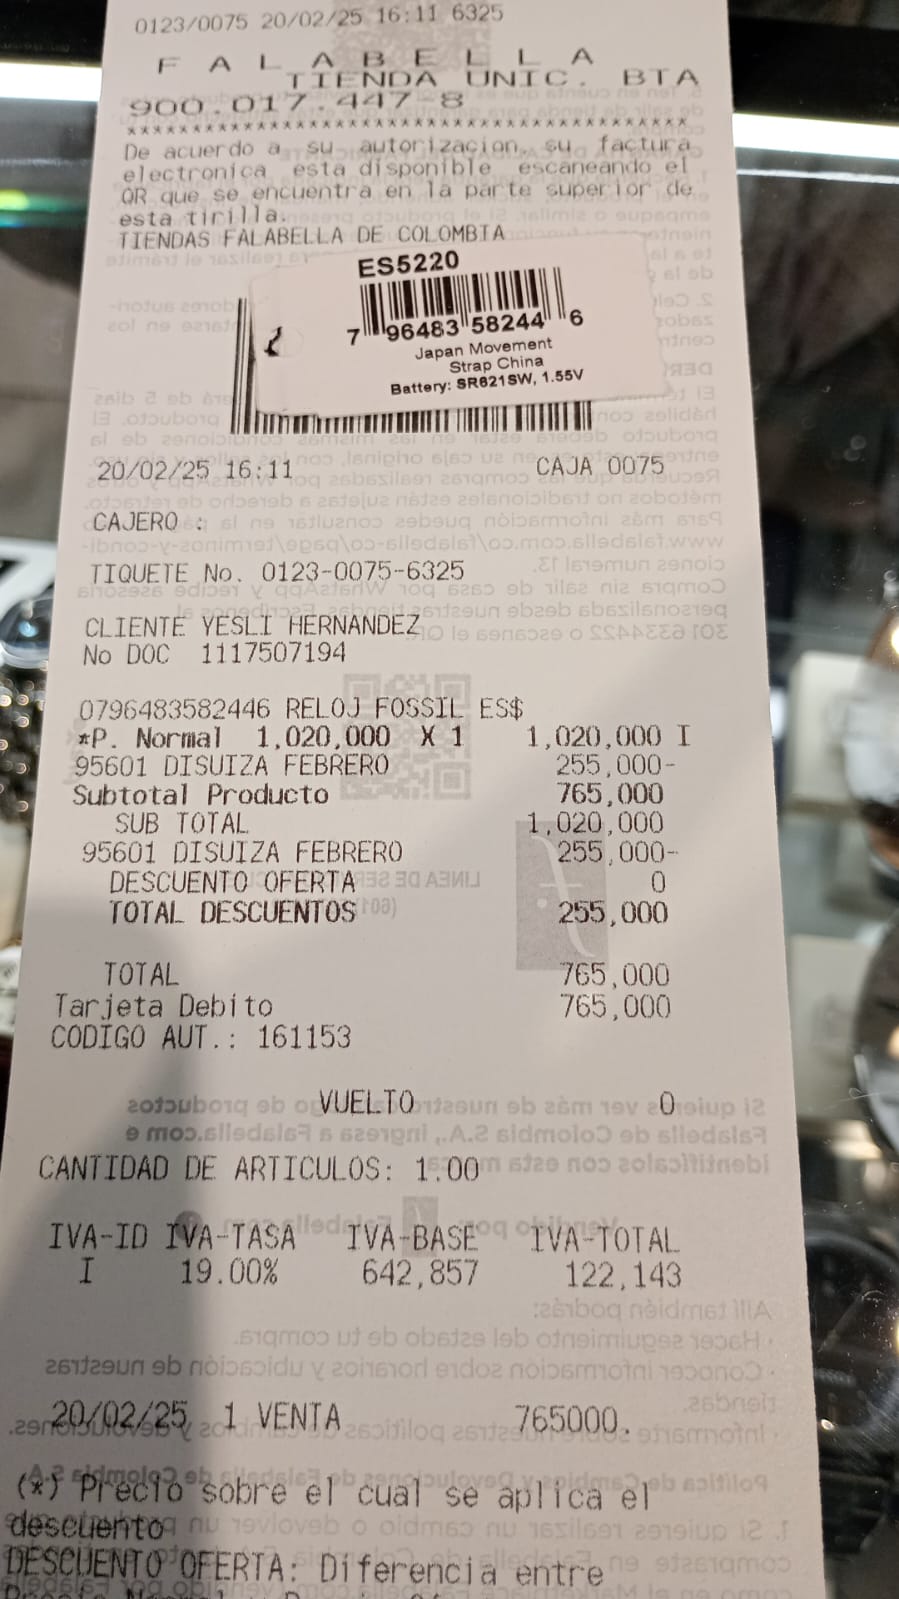 0123/0075 20/02/25 16:11 6325
F A L A B E L L A
TIENDA UNIC. BTA
900.017.447-8
****************************************
De acuerdo a su autorizacion, su factura
electronica esta disponible escaneando el
QR que se encuentra en la parte superior de
esta tirilla.
TIENDAS FALABELLA DE COLOMBIA
ES5220
7 96483 58244 6
Japan Movement
Strap China
Battery: SR621SW, 1.55V
20/02/25 16:11 CAJA 0075
CAJERO :
TIQUETE No. 0123-0075-6325
CLIENTE YESLI HERNANDEZ
No DOC 1117507194
0796483582446 RELOJ FOSSIL ES$
*P. Normal 1,020,000 X 1 1,020,000 I
95601 DISUIZA FEBRERO 255,000-
Subtotal Producto 765,000
SUB TOTAL 1,020,000
95601 DISUIZA FEBRERO 255,000-
DESCUENTO OFERTA 0
TOTAL DESCUENTOS 255,000
TOTAL 765,000
Tarjeta Debito 765,000
CODIGO AUT.: 161153
VUELTO 0
CANTIDAD DE ARTICULOS: 1.00
IVA-ID IVA-TASA IVA-BASE IVA-TOTAL
I 19.00% 642,857 122,143
20/02/25 1 VENTA 765000.
(*) Precio sobre el cual se aplica el
descuento
DESCUENTO OFERTA: Diferencia entre